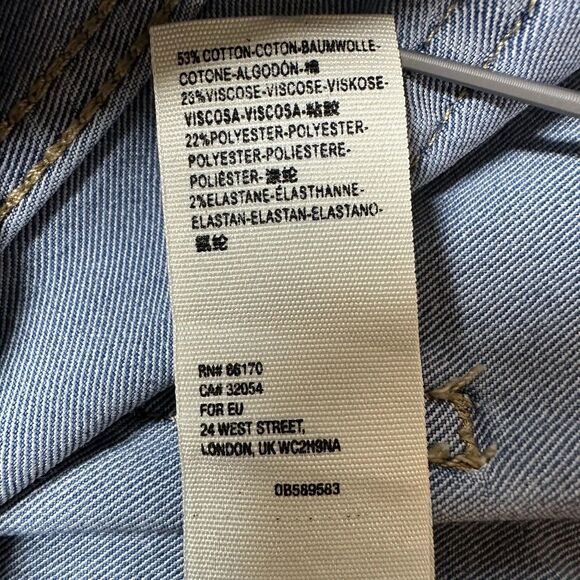 53% COTTON-COTON-BAUMWOLLE-
COTONE-ALGODÓN-棉
23%VISCOSE-VISCOSE-VISKOSE-
VISCOSA-VISCOSA-粘胶
22%POLYESTER-POLYESTER-
POLYESTER-POLIESTERE-
POLIÉSTER-涤纶
2%ELASTANE-ÉLASTHANNE-
ELASTAN-ELASTAN-ELASTANO-
氨纶
RN# 66170
CA# 32054
FOR EU
24 WEST STREET,
LONDON, UK WC2H9NA
0B589583